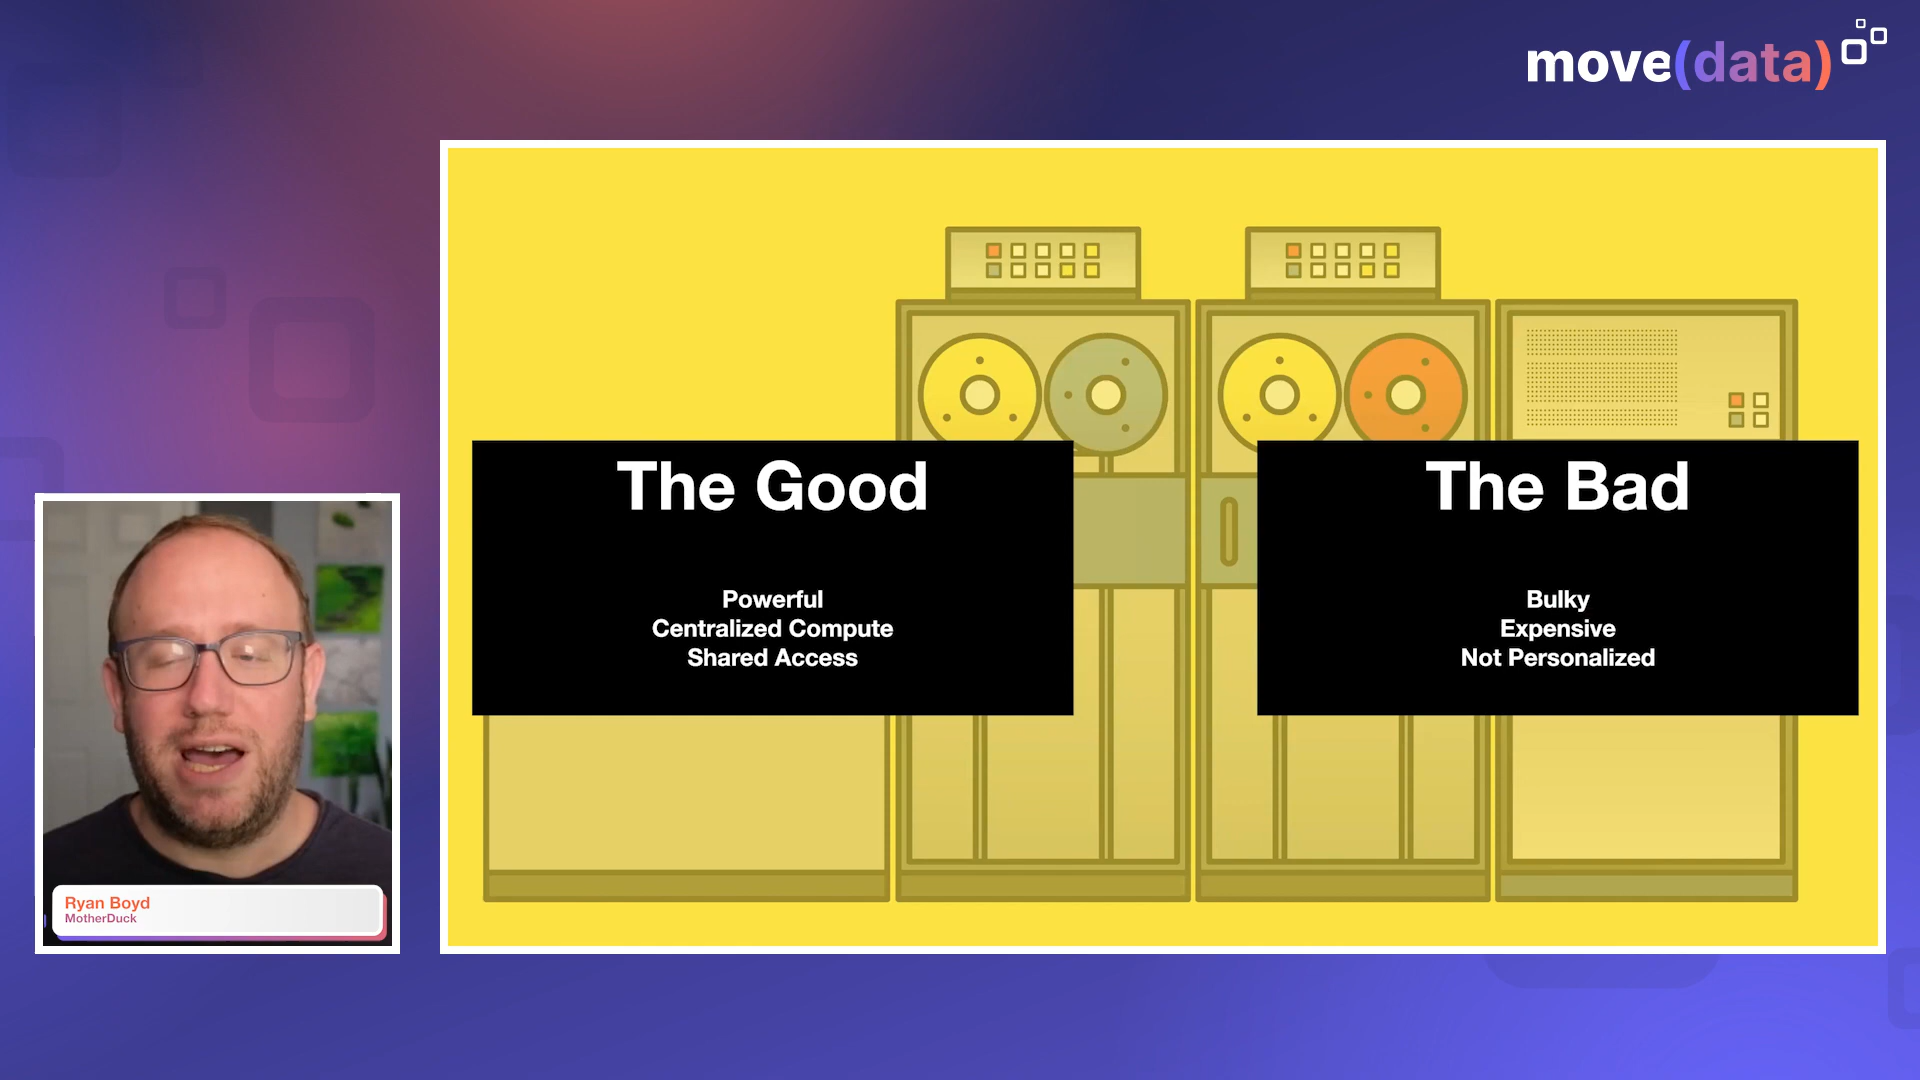 move(data)
The Good
Powerful
Centralized Compute
Shared Access
The Bad
Bulky
Expensive
Not Personalized
Ryan Boyd
MotherDuck